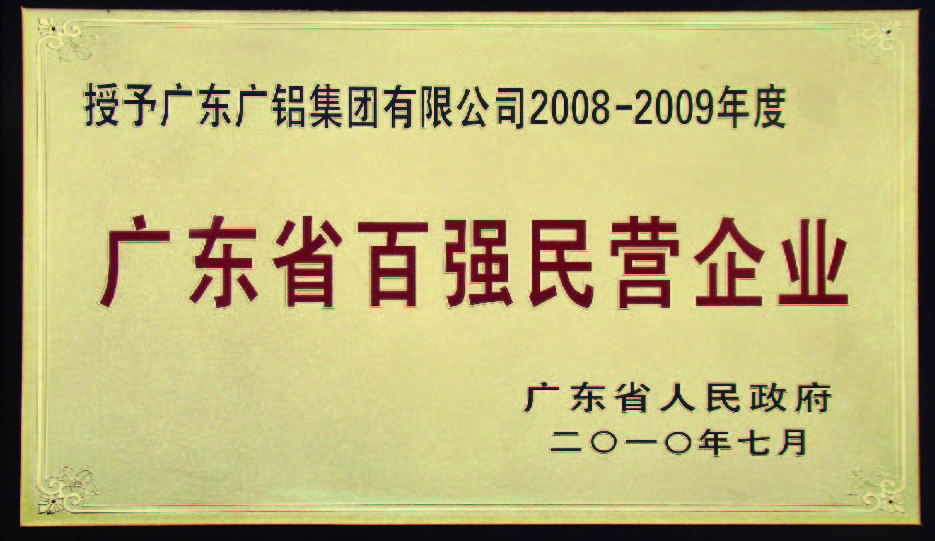 授予广东广铝集团有限公司2008-2009年度
广东省百强民营企业
广东省人民政府
二〇一〇年七月